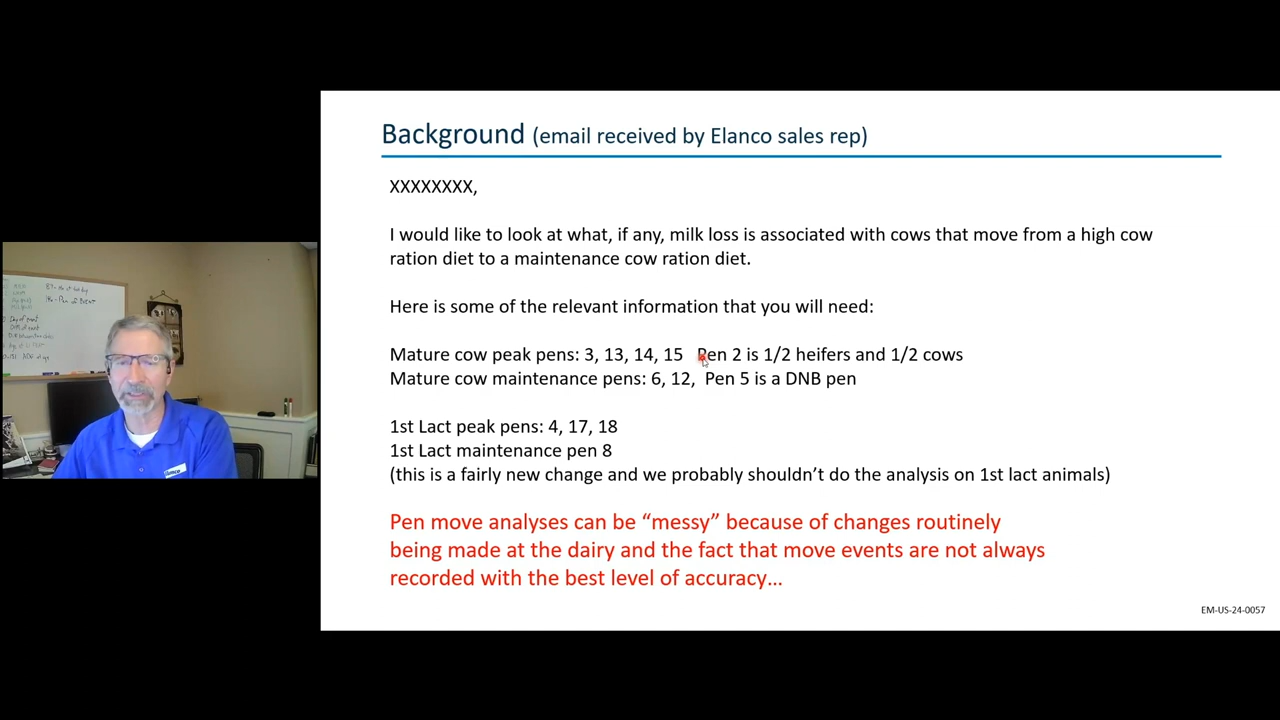 Background (email received by Elanco sales rep)
XXXXXXXX,
I would like to look at what, if any, milk loss is associated with cows that move from a high cow
ration diet to a maintenance cow ration diet.
Here is some of the relevant information that you will need:
Mature cow peak pens: 3, 13, 14, 15 Pen 2 is 1/2 heifers and 1/2 cows
Mature cow maintenance pens: 6, 12, Pen 5 is a DNB pen
1st Lact peak pens: 4, 17, 18
1st Lact maintenance pen 8
(this is a fairly new change and we probably shouldn't do the analysis on 1st lact animals)
Pen move analyses can be “messy” because of changes routinely
being made at the dairy and the fact that move events are not always
recorded with the best level of accuracy…
EM-US-24-0057